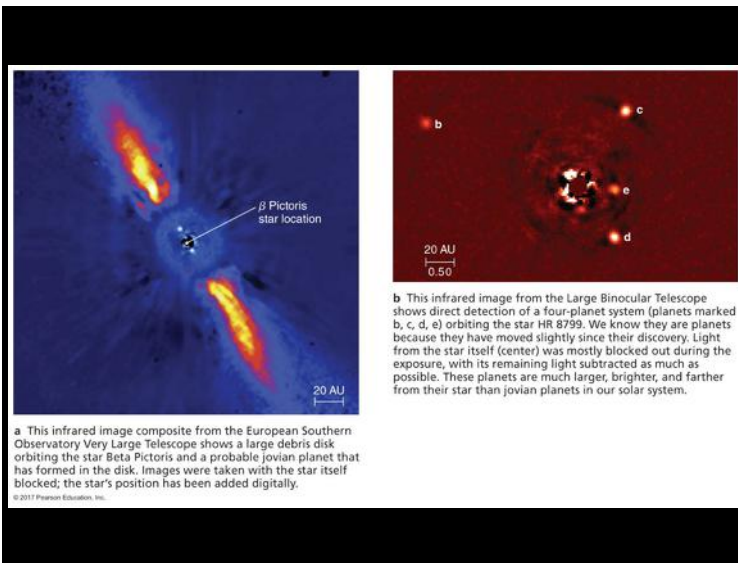 β Pictoris
star location
20 AU
a This infrared image composite from the European Southern
Observatory Very Large Telescope shows a large debris disk
orbiting the star Beta Pictoris and a probable jovian planet that
has formed in the disk. Images were taken with the star itself
blocked; the star's position has been added digitally.
© 2017 Pearson Education, Inc.
c
b
e
d
20 AU
0.50
b This infrared image from the Large Binocular Telescope
shows direct detection of a four-planet system (planets marked
b, c, d, e) orbiting the star HR 8799. We know they are planets
because they have moved slightly since their discovery. Light
from the star itself (center) was mostly blocked out during the
exposure, with its remaining light subtracted as much as
possible. These planets are much larger, brighter, and farther
from their star than jovian planets in our solar system.